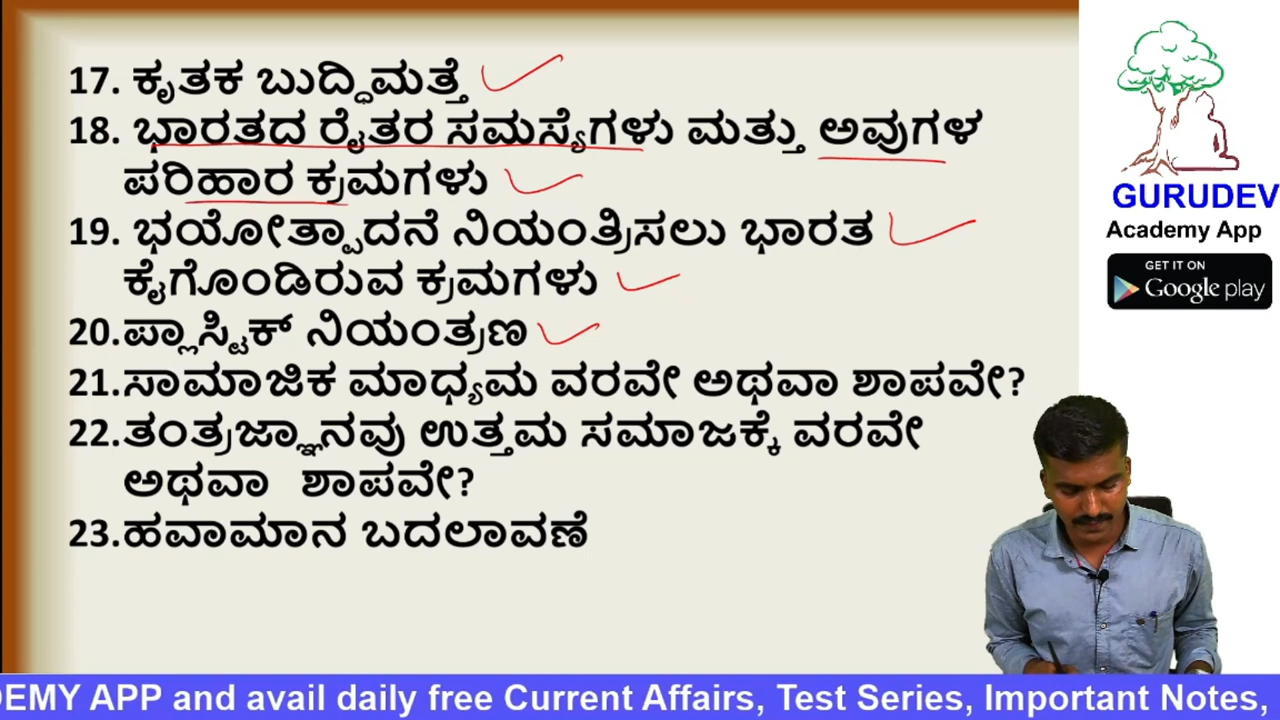 17. ಕೃತಕ ಬುದ್ಧಿಮತ್ತೆ
18. ಭಾರತದ ರೈತರ ಸಮಸ್ಯೆಗಳು ಮತ್ತು ಅವುಗಳ
ಪರಿಹಾರ ಕ್ರಮಗಳು
19. ಭಯೋತ್ಪಾದನೆ ನಿಯಂತ್ರಿಸಲು ಭಾರತ
ಕೈಗೊಂಡಿರುವ ಕ್ರಮಗಳು
20.ಪ್ಲಾಸ್ಟಿಕ್ ನಿಯಂತ್ರಣ
21.ಸಾಮಾಜಿಕ ಮಾಧ್ಯಮ ವರವೇ ಅಥವಾ ಶಾಪವೇ?
22.ತಂತ್ರಜ್ಞಾನವು ಉತ್ತಮ ಸಮಾಜಕ್ಕೆ ವರವೇ
ಅಥವಾ ಶಾಪವೇ?
23.ಹವಾಮಾನ ಬದಲಾವಣೆ
GURUDEV
Academy App
GET IT ON
Google play
DEMY APP and avail daily free Current Affairs, Test Series, Important Notes,